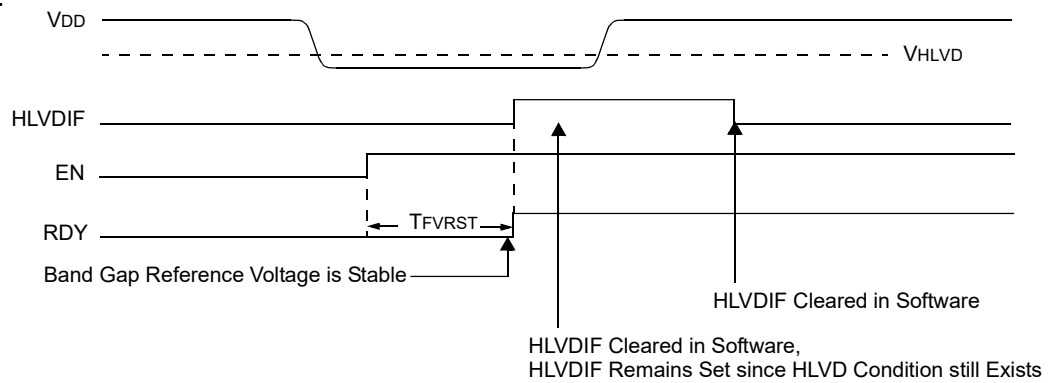 VDD
VHLVD
HLVDIF
EN
TFVRST
RDY
Band Gap Reference Voltage is Stable
HLVDIF Cleared in Software
HLVDIF Cleared in Software,
HLVDIF Remains Set since HLVD Condition still Exists